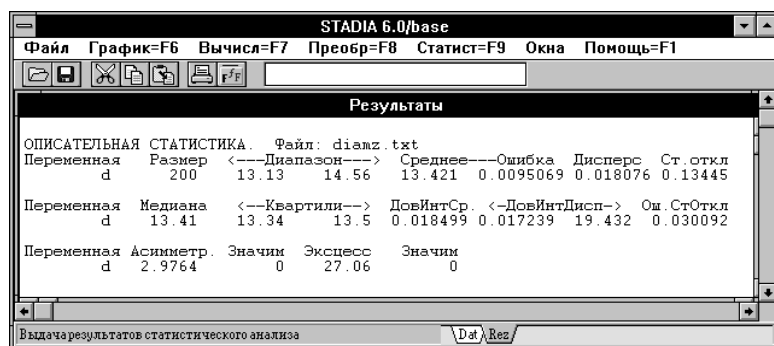 STADIA 6.0/base
Файл График=F6 Вычисл=F7 Преобр=F8 Статист=F9 Окна Помощь=F1
Результаты
ОПИСАТЕЛЬНАЯ СТАТИСТИКА. Файл: diamz.txt
Переменная Размер <---Диапазон---> Среднее---Ошибка Дисперс Ст.откл
d 200 13.13 14.56 13.421 0.0095069 0.018076 0.13445
Переменная Медиана <--Квартили--> ДовИнтСр. <-ДовИнтДисп-> Ош.СтОткл
d 13.41 13.34 13.5 0.018499 0.017239 19.432 0.030092
Переменная Асимметр. Значим Эксцесс Значим
d 2.9764 0 27.06 0
Выдача результатов статистического анализа Dat Rez